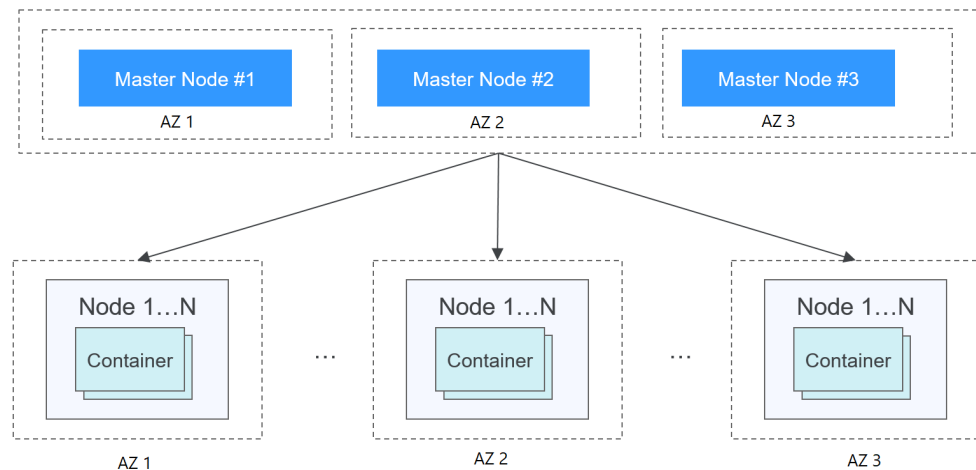 Master Node #1
Master Node #2
Master Node #3
AZ 1
AZ 2
AZ 3
Node 1…N
Node 1…N
Node 1…N
Container
...
Container
...
Container
AZ 1
AZ 2
AZ 3